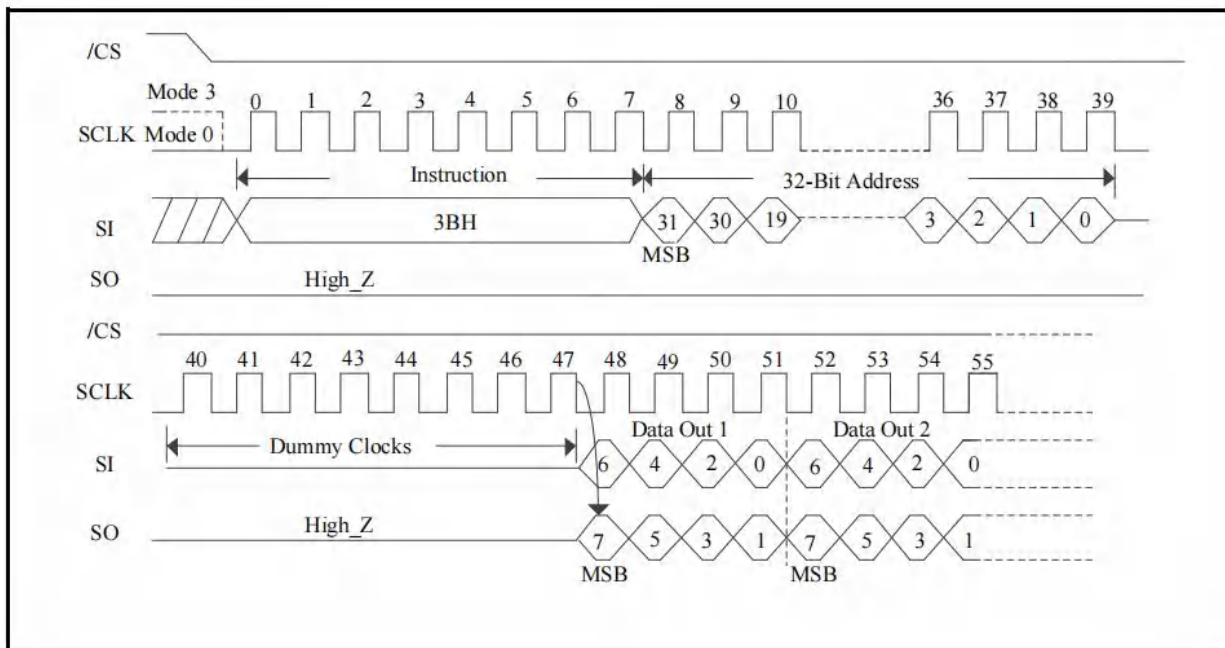 /CS
Mode 3
0 1 2 3 4 5 6 7 8 9 10 36 37 38 39
SCLK Mode 0
Instruction 32-Bit Address
SI 3BH 31 30 19 3 2 1 0
MSB
SO High_Z
/CS
40 41 42 43 44 45 46 47 48 49 50 51 52 53 54 55
SCLK
Dummy Clocks Data Out 1 Data Out 2
SI 6 4 2 0 6 4 2 0
SO High_Z 7 5 3 1 7 5 3 1
MSB MSB